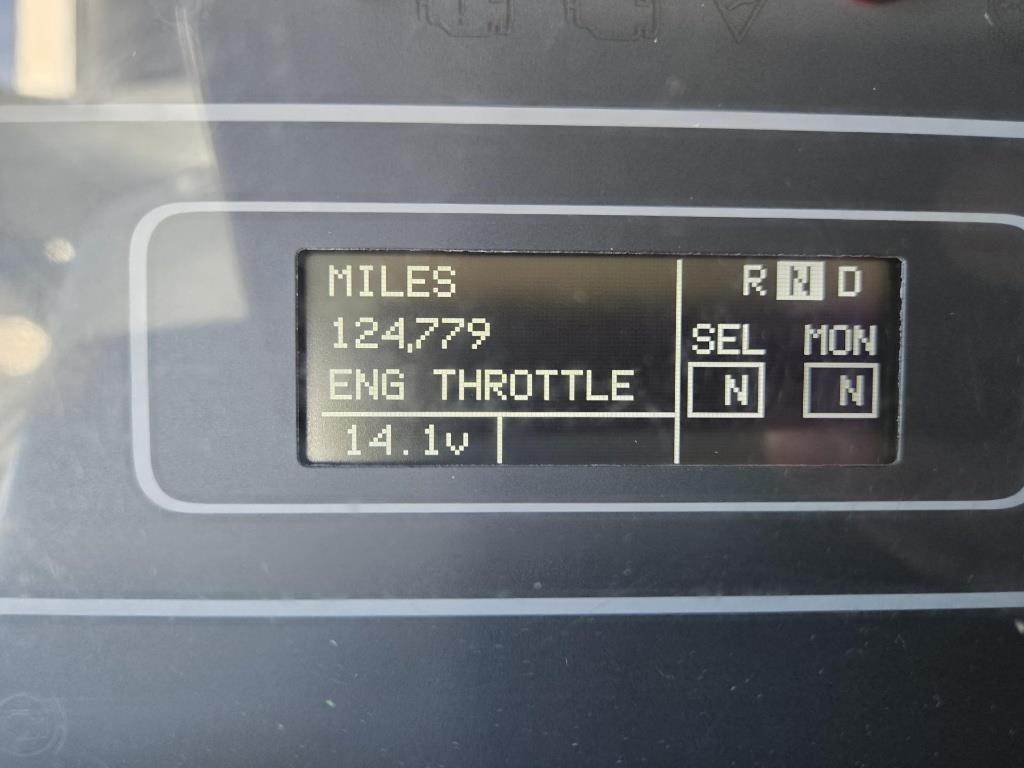 MILES
124,779
ENG THROTTLE
14.1v
R N D
SEL MON
N N